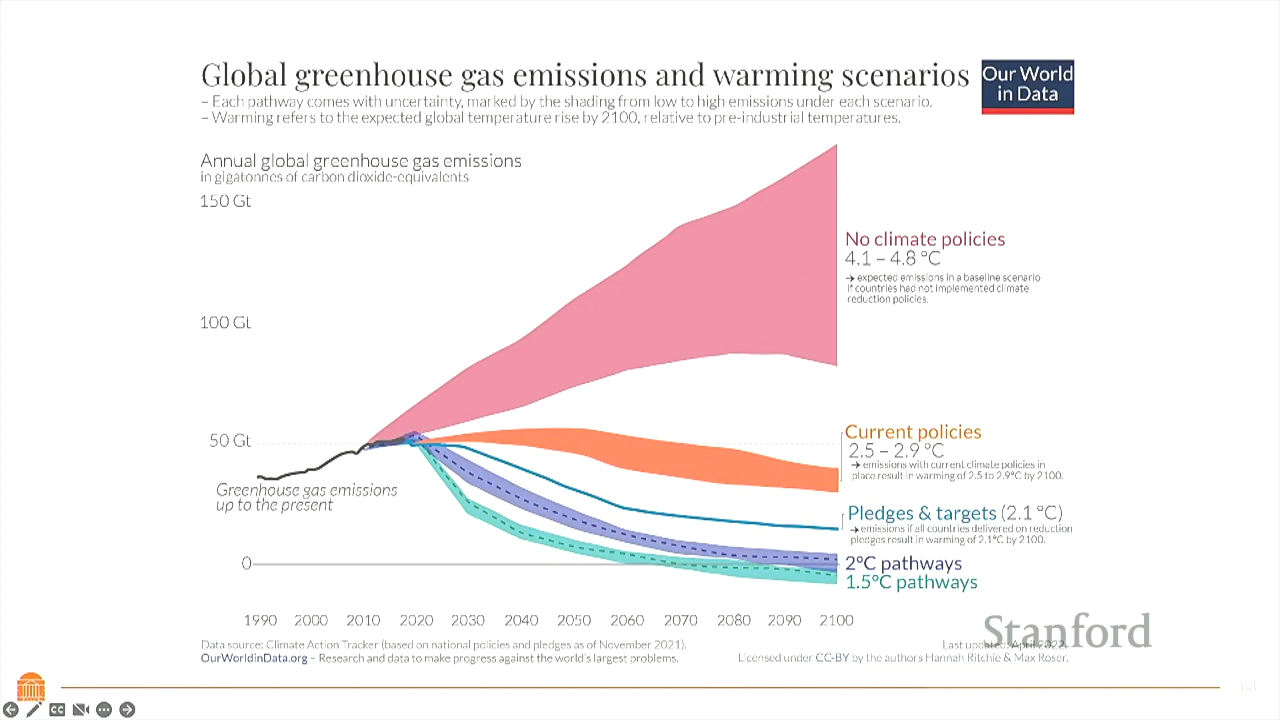 Global greenhouse gas emissions and warming scenarios
Our World
in Data
– Each pathway comes with uncertainty, marked by the shading from low to high emissions under each scenario.
– Warming refers to the expected global temperature rise by 2100, relative to pre-industrial temperatures.
Annual global greenhouse gas emissions
in gigatonnes of carbon dioxide-equivalents
150 Gt
No climate policies
4.1 – 4.8 °C
→ expected emissions in a baseline scenario
if countries had not implemented climate
reduction policies.
100 Gt
50 Gt
Current policies
2.5 – 2.9 °C
→ emissions with current climate policies in
place result in warming of 2.5 to 2.9°C by 2100.
Greenhouse gas emissions
up to the present
Pledges & targets (2.1 °C)
→ emissions if all countries delivered on reduction
pledges result in warming of 2.1°C by 2100.
0
2°C pathways
1.5°C pathways
1990 2000 2010 2020 2030 2040 2050 2060 2070 2080 2090 2100
Stanford
Data source: Climate Action Tracker (based on national policies and pledges as of November 2021).
Last updated: April 2022.
OurWorldinData.org – Research and data to make progress against the world's largest problems.
Licensed under CC-BY by the authors Hannah Ritchie & Max Roser.
CC